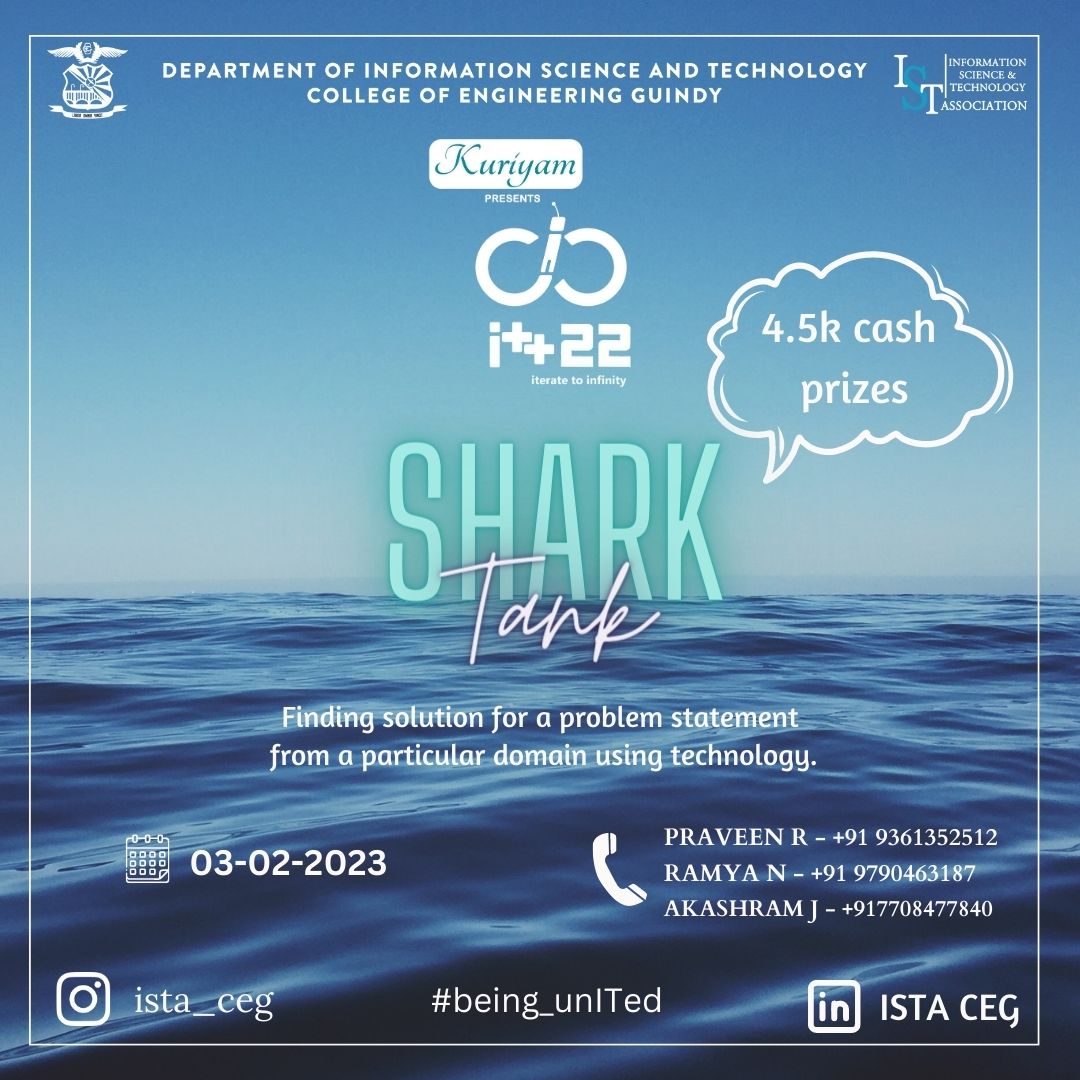 DEPARTMENT OF INFORMATION SCIENCE AND TECHNOLOGY
COLLEGE OF ENGINEERING GUINDY
IST
INFORMATION
SCIENCE &
TECHNOLOGY
ASSOCIATION
Kuriyam
PRESENTS
i++22
iterate to infinity
4.5k cash
prizes
SHARK
Tank
Finding solution for a problem statement
from a particular domain using technology.
03-02-2023
PRAVEEN R – +91 9361352512
RAMYA N – +91 9790463187
AKASHRAM J – +917708477840
ista_ceg
#being_unITed
in ISTA CEG